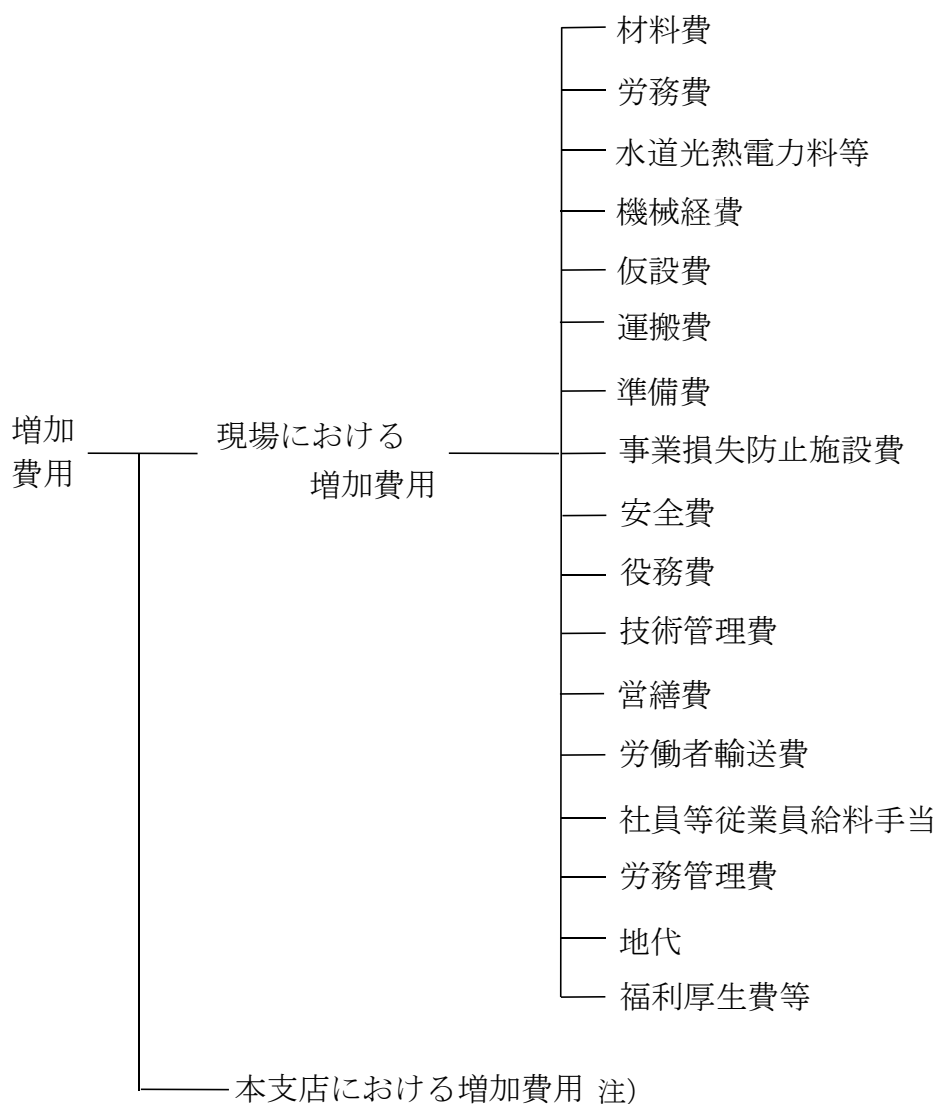 材料費
労務費
水道光熱電力料等
機械経費
仮設費
運搬費
準備費
増加
費用
現場における
増加費用
事業損失防止施設費
安全費
役務費
技術管理費
営繕費
労働者輸送費
社員等従業員給料手当
労務管理費
地代
福利厚生費等
本支店における増加費用 注）